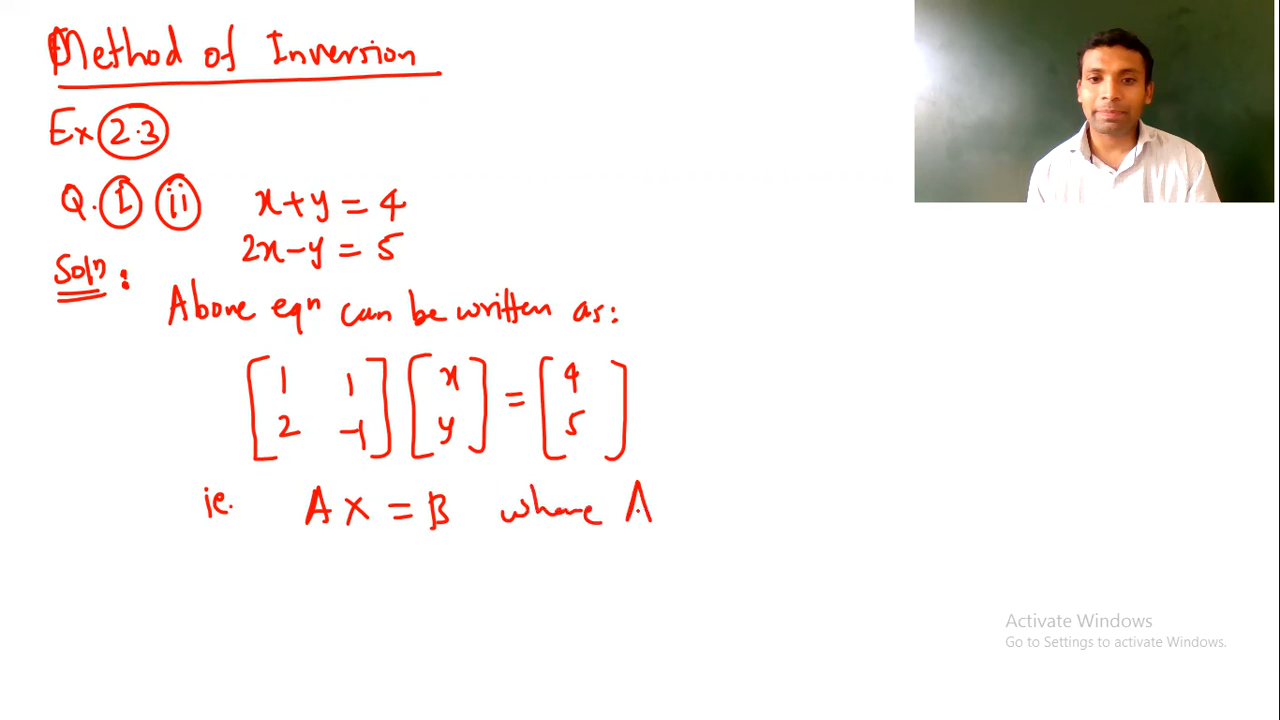 Method of Inversion
Ex 2.3
Q. 1 ii x+y = 4
2x-y = 5
Solⁿ:
Above eqⁿ can be written as:
[1 1] [x] = [4]
[2 -1] [y] [5]
ie. AX = B where A
Activate Windows
Go to Settings to activate Windows.